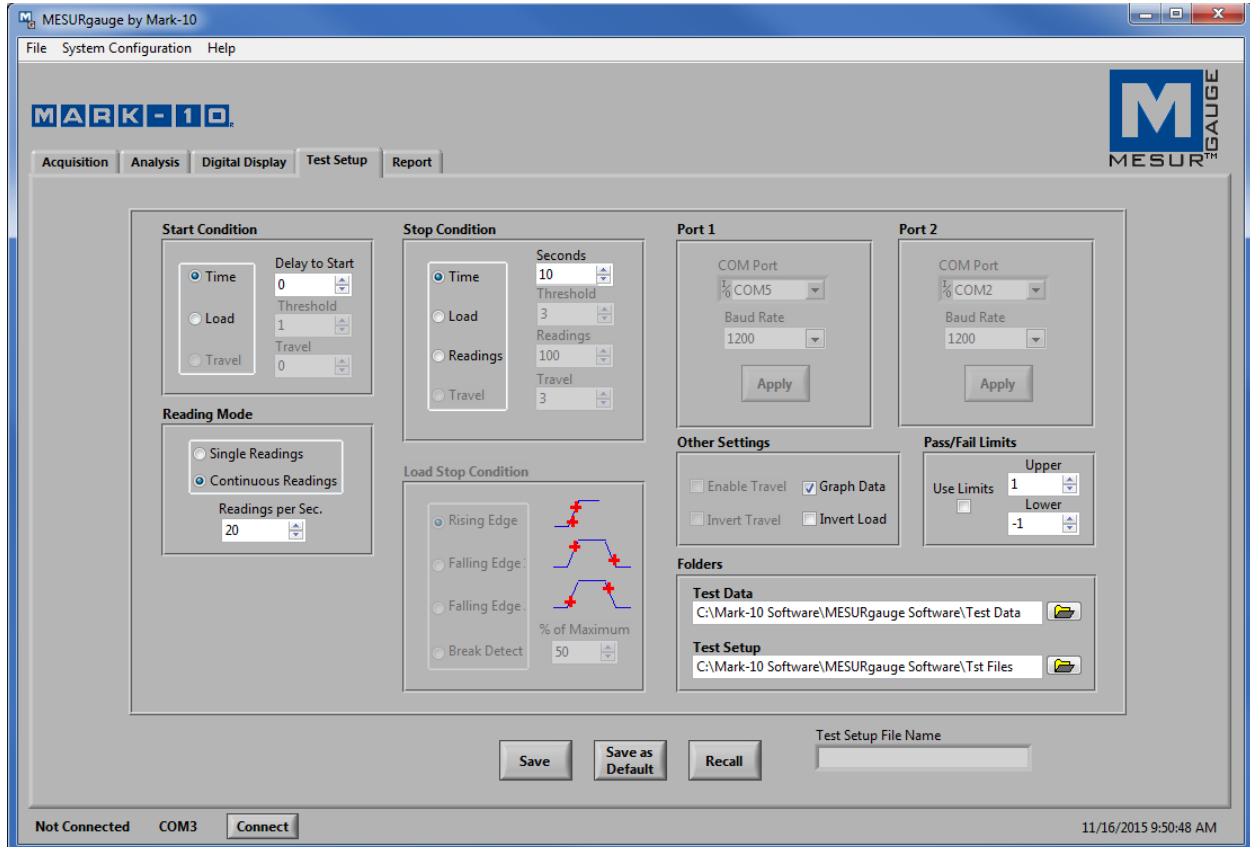 MESURgauge by Mark-10
File System Configuration Help
MARK-10
M
MESUR™ GAUGE
Acquisition Analysis Digital Display Test Setup Report
Start Condition
Time
Load
Travel
Delay to Start
0
Threshold
1
Travel
0
Reading Mode
Single Readings
Continuous Readings
Readings per Sec.
20
Stop Condition
Time
Load
Readings
Travel
Seconds
10
Threshold
3
Readings
100
Travel
3
Load Stop Condition
Rising Edge
Falling Edge
Falling Edge
Break Detect
% of Maximum
50
Port 1
COM Port
COM5
Baud Rate
1200
Apply
Port 2
COM Port
COM2
Baud Rate
1200
Apply
Other Settings
Enable Travel Graph Data
Invert Travel Invert Load
Pass/Fail Limits
Use Limits
Upper
1
Lower
-1
Folders
Test Data
C:\Mark-10 Software\MESURgauge Software\Test Data
Test Setup
C:\Mark-10 Software\MESURgauge Software\Tst Files
Save
Save as
Default
Recall
Test Setup File Name
Not Connected COM3 Connect
11/16/2015 9:50:48 AM